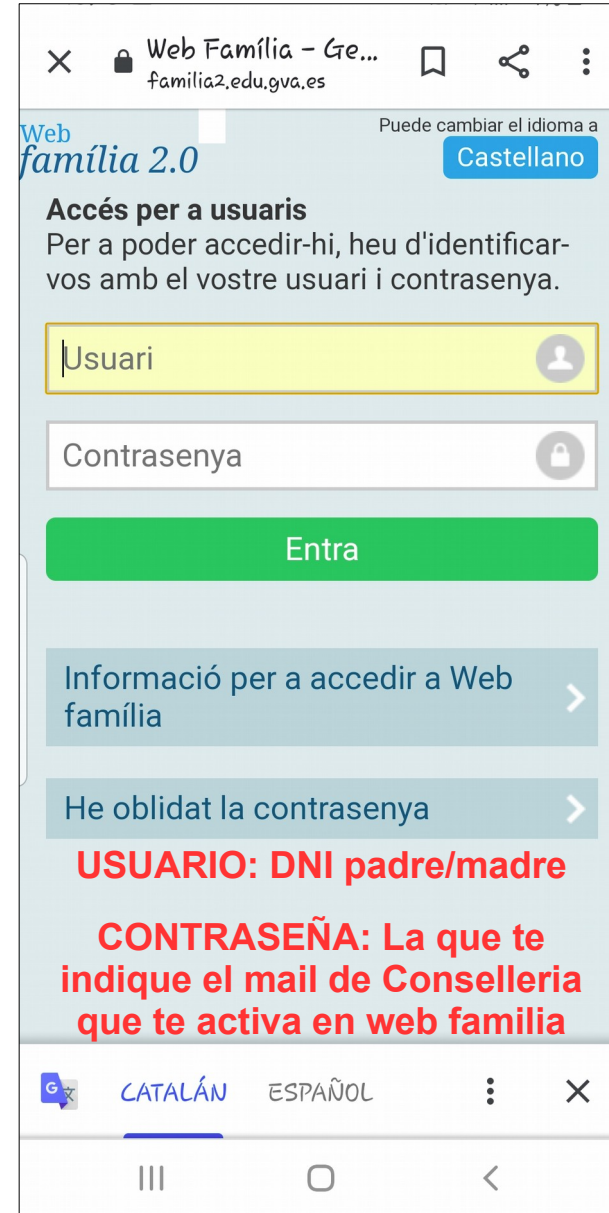 Web Família – Ge...
familia2.edu.gva.es
Web
família 2.0
Puede cambiar el idioma a
Castellano
Accés per a usuaris
Per a poder accedir-hi, heu d'identificar-
vos amb el vostre usuari i contrasenya.
Usuari
Contrasenya
Entra
Informació per a accedir a Web
família
He oblidat la contrasenya
USUARIO: DNI padre/madre
CONTRASEÑA: La que te
indique el mail de Conselleria
que te activa en web familia
CATALÁN ESPAÑOL